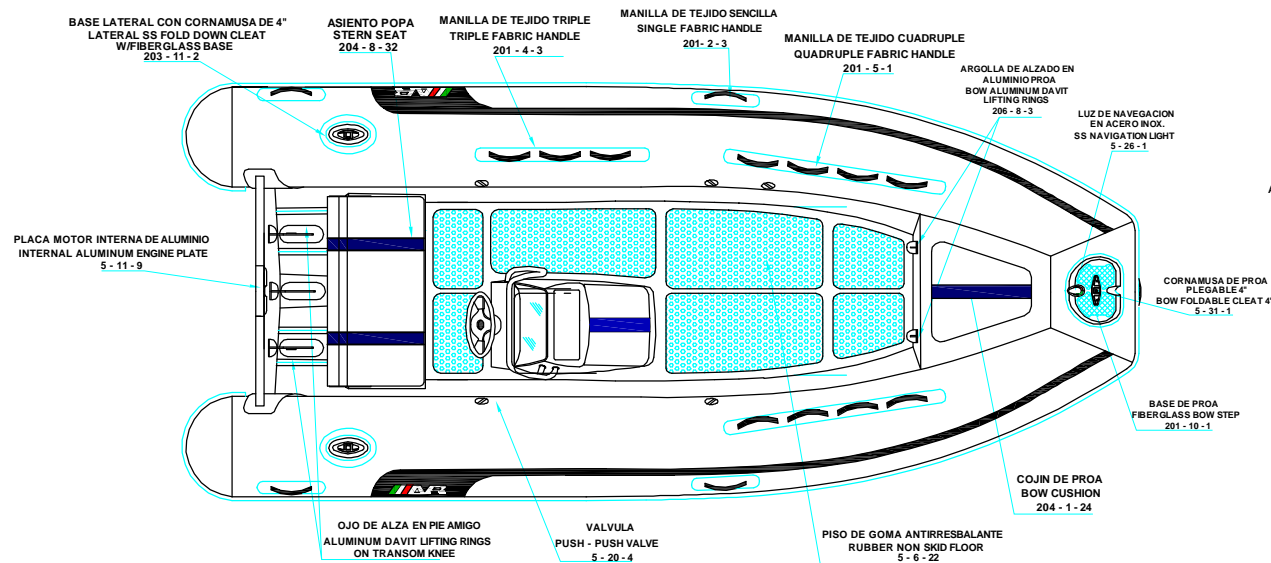 BASE LATERAL CON CORNAMUSA DE 4"
LATERAL SS FOLD DOWN CLEAT
W/FIBERGLASS BASE
203 - 11 - 2
ASIENTO POPA
STERN SEAT
204 - 8 - 32
MANILLA DE TEJIDO TRIPLE
TRIPLE FABRIC HANDLE
201 - 4 - 3
MANILLA DE TEJIDO SENCILLA
SINGLE FABRIC HANDLE
201- 2 - 3
MANILLA DE TEJIDO CUADRUPLE
QUADRUPLE FABRIC HANDLE
201 - 5 - 1
ARGOLLA DE ALZADO EN
ALUMINIO PROA
BOW ALUMINUM DAVIT
LIFTING RINGS
206 - 8 - 3
LUZ DE NAVEGACION
EN ACERO INOX.
SS NAVIGATION LIGHT
5 - 26 - 1
PLACA MOTOR INTERNA DE ALUMINIO
INTERNAL ALUMINUM ENGINE PLATE
5 - 11 - 9
CORNAMUSA DE PROA
PLEGABLE 4"
BOW FOLDABLE CLEAT 4"
5 - 31 - 1
BASE DE PROA
FIBERGLASS BOW STEP
201 - 10 - 1
COJIN DE PROA
BOW CUSHION
204 - 1 - 24
OJO DE ALZA EN PIE AMIGO
ALUMINUM DAVIT LIFTING RINGS
ON TRANSOM KNEE
VALVULA
PUSH - PUSH VALVE
5 - 20 - 4
PISO DE GOMA ANTIRRESBALANTE
RUBBER NON SKID FLOOR
5 - 6 - 22